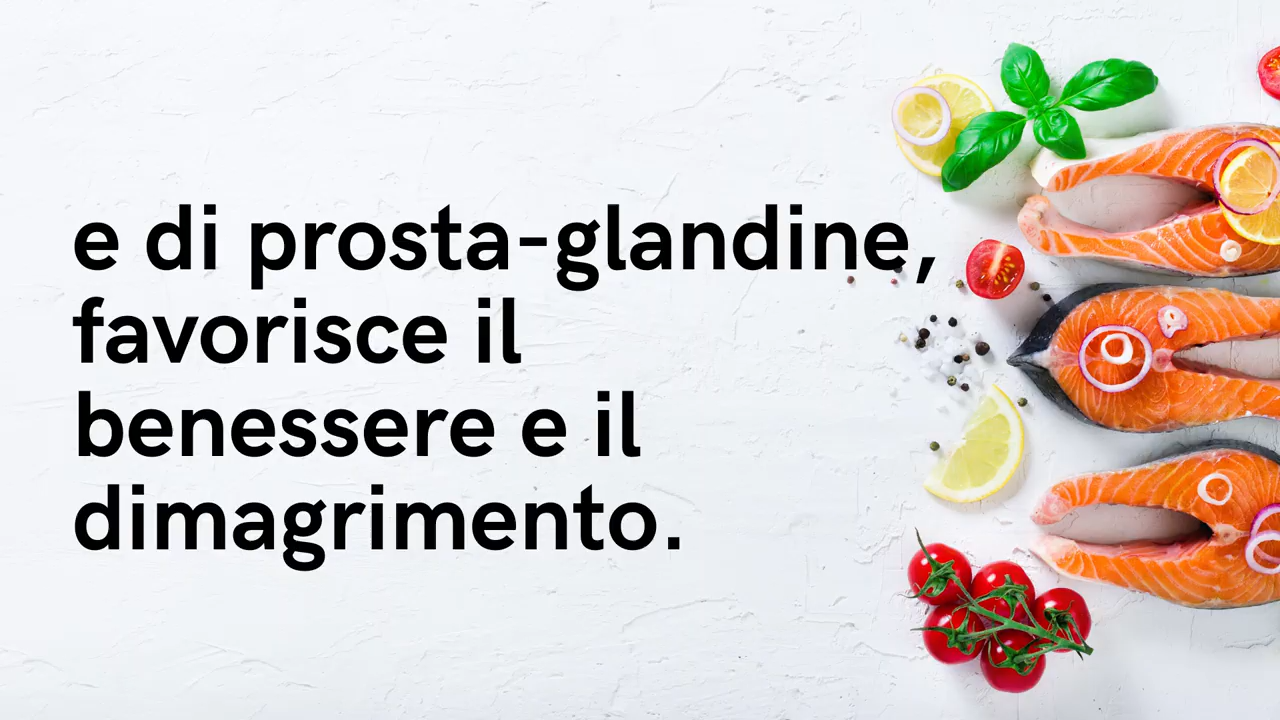 e di prosta-glandine,
favorisce il
benessere e il
dimagrimento.